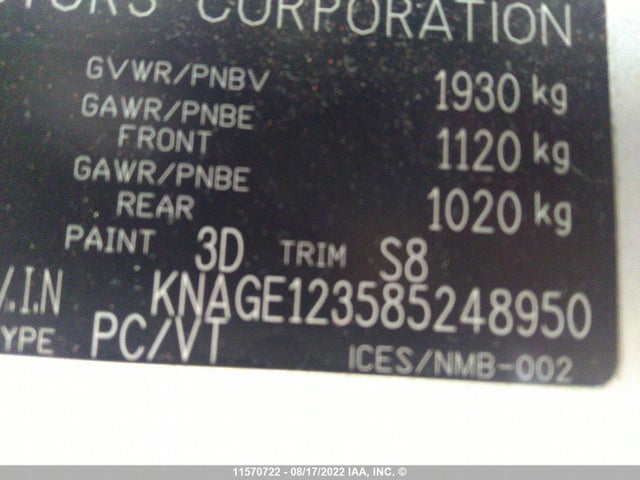 CORPORATION
GVWR/PNBV 1930 kg
GAWR/PNBE
FRONT 1120 kg
GAWR/PNBE
REAR 1020 kg
PAINT 3D TRIM S8
V.I.N KNAGE123585248950
TYPE PC/VT ICES/NMB-002
11570722 - 08/17/2022 IAA, INC. ©